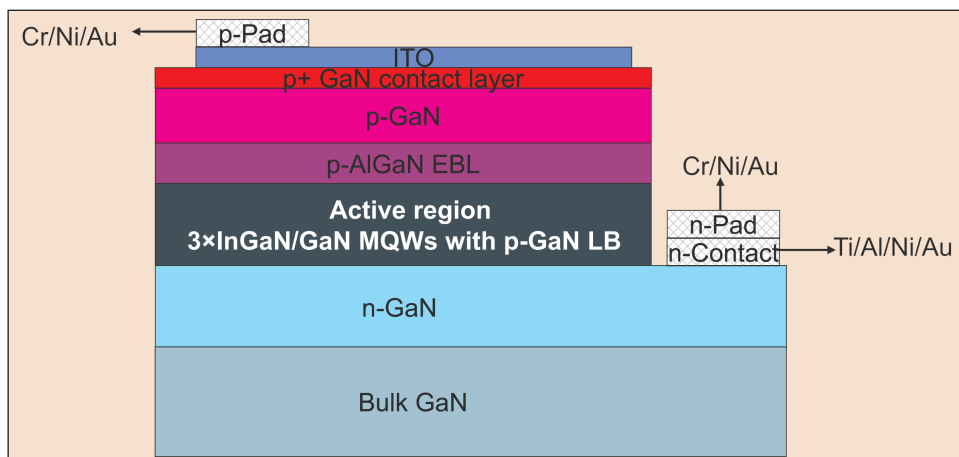 Cr/Ni/Au
p-Pad
ITO
p+ GaN contact layer
p-GaN
p-AlGaN EBL
Active region
3×InGaN/GaN MQWs with p-GaN LB
Cr/Ni/Au
n-Pad
n-Contact
Ti/Al/Ni/Au
n-GaN
Bulk GaN